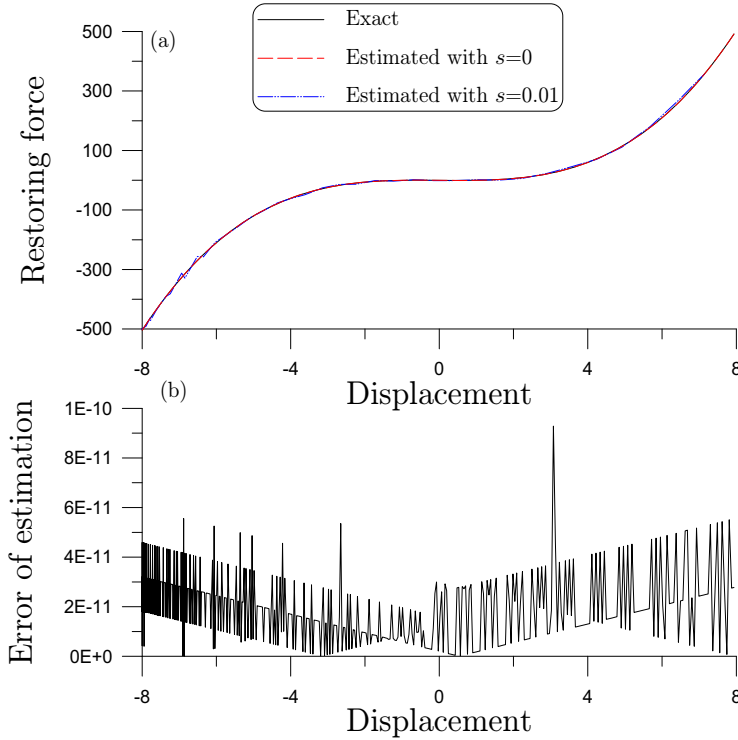 (a)
Exact
Estimated with s=0
Estimated with s=0.01
Restoring force
500
300
100
-100
-300
-500
-8
-4
0
4
8
Displacement
(b)
Error of estimation
1E-10
8E-11
6E-11
4E-11
2E-11
0E+0
-8
-4
0
4
8
Displacement